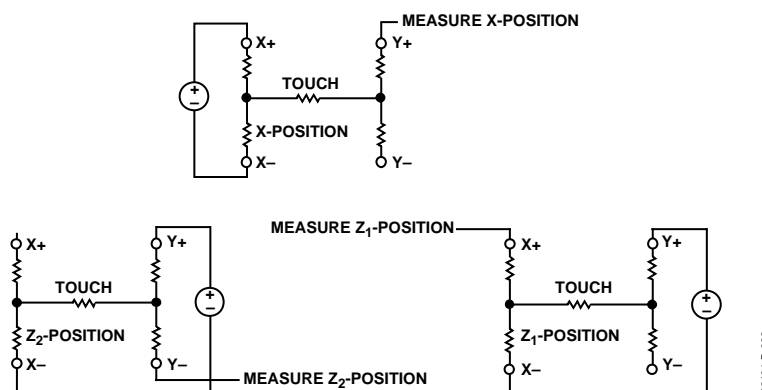 MEASURE X-POSITION
X+
Y+
TOUCH
+
–
X-POSITION
X–
Y–
X+
Y+
TOUCH
+
–
Z2-POSITION
X–
Y–
MEASURE Z2-POSITION
MEASURE Z1-POSITION
X+
Y+
TOUCH
+
–
Z1-POSITION
X–
Y–